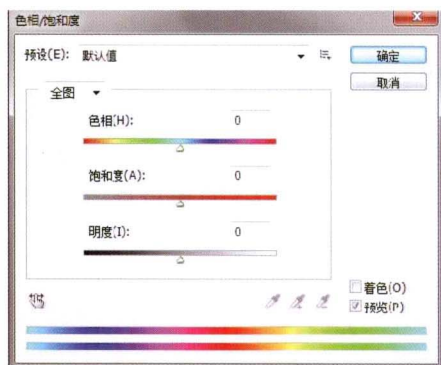 色相/饱和度
预设(E): 默认值
确定
取消
全图
色相(H): 0
饱和度(A): 0
明度(I): 0
着色(O)
预览(P)